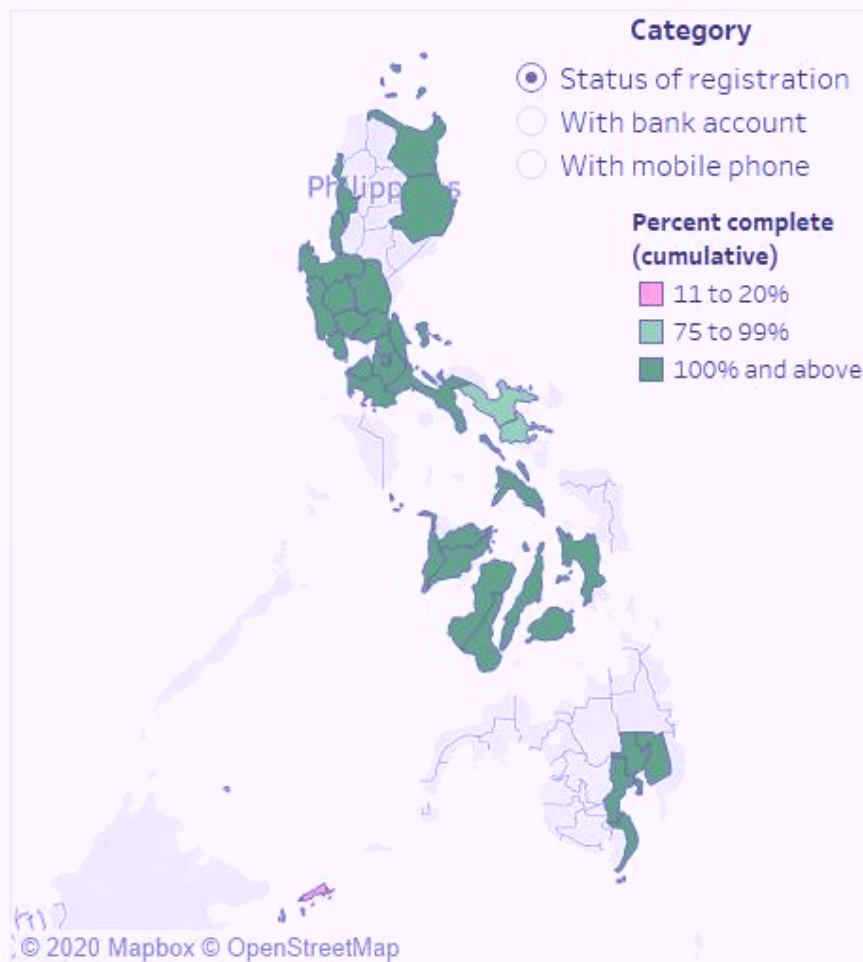 Category
Status of registration
With bank account
With mobile phone
Philippines
Percent complete
(cumulative)
11 to 20%
75 to 99%
100% and above
© 2020 Mapbox © OpenStreetMap